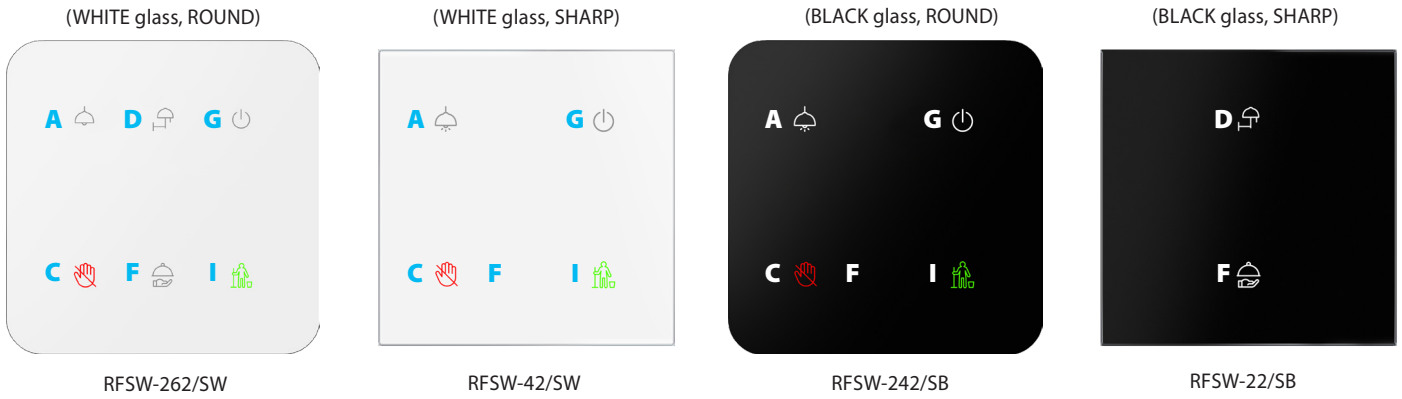 (WHITE glass, ROUND)
(WHITE glass, SHARP)
(BLACK glass, ROUND)
(BLACK glass, SHARP)
A D G
A G
A G
D
C F I
C F I
C F I
F
RFSW-262/SW
RFSW-42/SW
RFSW-242/SB
RFSW-22/SB